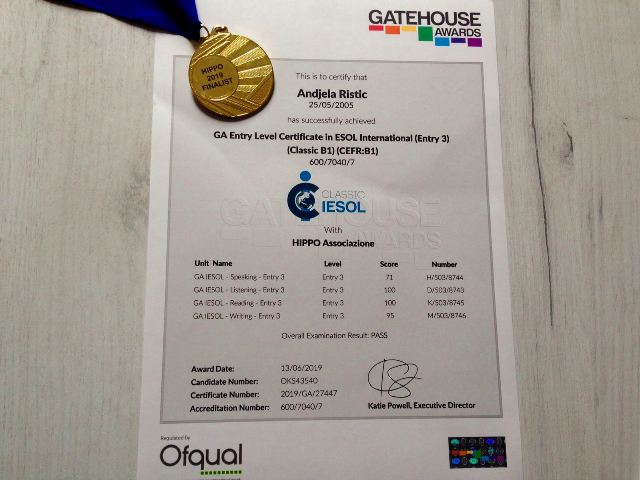 GATEHOUSE
AWARDS
HIPPO
2019
FINALIST
This is to certify that
Andjela Ristic
25/05/2005
has successfully achieved
GA Entry Level Certificate in ESOL International (Entry 3)
(Classic B1) (CEFR:B1)
600/7040/7
CLASSIC
IESOL
GATEHOUSE
AWARDS
With
HIPPO Associazione
Unit Name Level Score Number
GA IESOL - Speaking - Entry 3 Entry 3 71 H/503/8744
GA IESOL - Listening - Entry 3 Entry 3 100 D/503/8743
GA IESOL - Reading - Entry 3 Entry 3 100 K/503/8745
GA IESOL - Writing - Entry 3 Entry 3 95 M/503/8746
Overall Examination Result: PASS
Award Date: 13/06/2019
Candidate Number: OKS43540
Certificate Number: 2019/GA/27447
Accreditation Number: 600/7040/7
Katie Powell, Executive Director
Regulated by
Ofqual